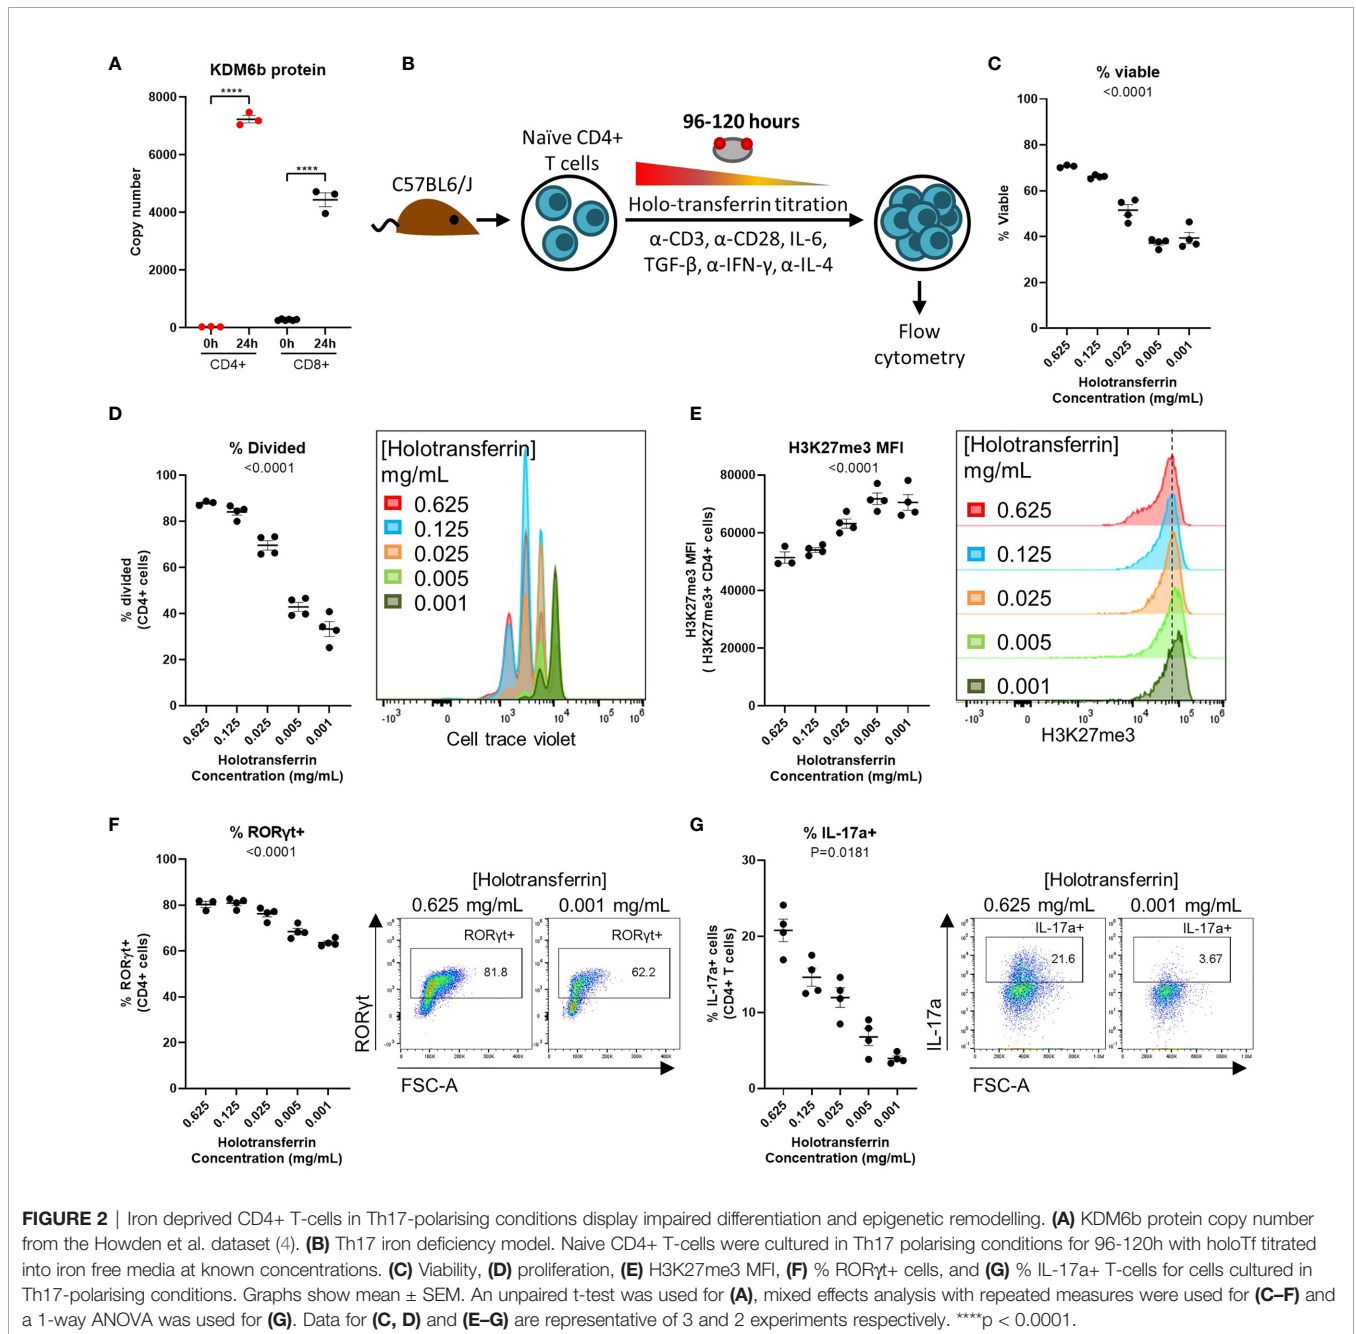 A
KDM6b protein
****
****
8000
6000
4000
2000
0
Copy number
0h 24h 0h 24h
CD4+ CD8+
B
96-120 hours
Naïve CD4+
T cells
C57BL6/J
Holo-transferrin titration
α-CD3, α-CD28, IL-6,
TGF-β, α-IFN-γ, α-IL-4
Flow
cytometry
C
% viable
<0.0001
100
80
60
40
20
0
% Viable
0.625 0.125 0.025 0.005 0.001
Holotransferrin
Concentration (mg/mL)
D
% Divided
<0.0001
100
80
60
40
20
0
% divided
(CD4+ cells)
0.625 0.125 0.025 0.005 0.001
Holotransferrin
Concentration (mg/mL)
[Holotransferrin]
mg/mL
0.625
0.125
0.025
0.005
0.001
-10³ 0 10³ 10⁴ 10⁵ 10⁶
Cell trace violet
E
H3K27me3 MFI
<0.0001
80000
60000
40000
20000
0
H3K27me3 MFI
( H3K27me3+ CD4+ cells)
0.625 0.125 0.025 0.005 0.001
Holotransferrin
Concentration (mg/mL)
[Holotransferrin]
mg/mL
0.625
0.125
0.025
0.005
0.001
-10³ 0 10³ 10⁴ 10⁵ 10⁶
H3K27me3
F
% RORγt+
<0.0001
100
80
60
40
20
0
% RORγt+
(CD4+ cells)
0.625 0.125 0.025 0.005 0.001
Holotransferrin
Concentration (mg/mL)
[Holotransferrin]
0.625 mg/mL 0.001 mg/mL
RORγt+ RORγt+
81.8 62.2
RORγt
FSC-A
G
% IL-17a+
P=0.0181
30
20
10
0
% IL-17a+ cells
(CD4+ T cells)
0.625 0.125 0.025 0.005 0.001
Holotransferrin
Concentration (mg/mL)
[Holotransferrin]
0.625 mg/mL 0.001 mg/mL
IL-17a+ IL-17a+
21.6 3.67
IL-17a
FSC-A
FIGURE 2 | Iron deprived CD4+ T-cells in Th17-polarising conditions display impaired differentiation and epigenetic remodelling. (A) KDM6b protein copy number
from the Howden et al. dataset (4). (B) Th17 iron deficiency model. Naive CD4+ T-cells were cultured in Th17 polarising conditions for 96-120h with holoTf titrated
into iron free media at known concentrations. (C) Viability, (D) proliferation, (E) H3K27me3 MFI, (F) % RORγt+ cells, and (G) % IL-17a+ T-cells for cells cultured in
Th17-polarising conditions. Graphs show mean ± SEM. An unpaired t-test was used for (A), mixed effects analysis with repeated measures were used for (C–F) and
a 1-way ANOVA was used for (G). Data for (C, D) and (E–G) are representative of 3 and 2 experiments respectively. ****p < 0.0001.